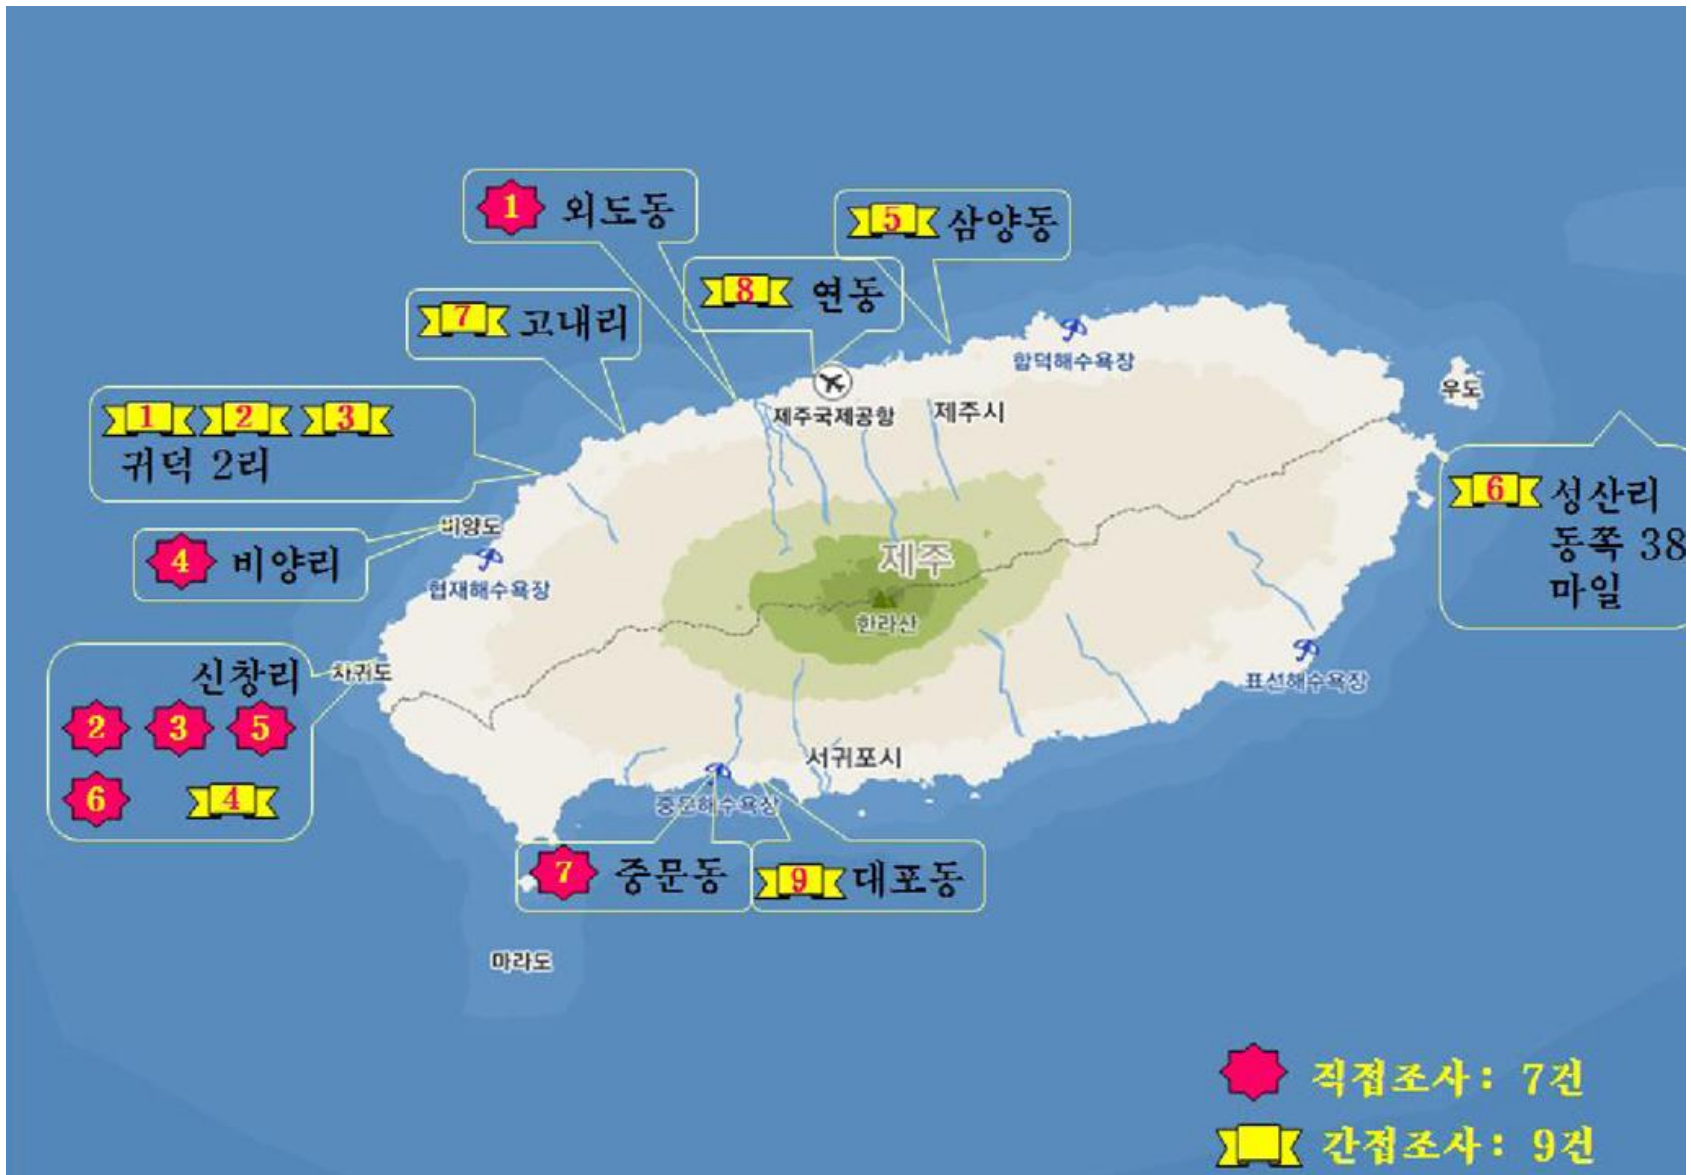 1 외도동
5 삼양동
8 연동
7 고내리
함덕해수욕장
우도
제주국제공항
제주시
1 2 3
귀덕 2리
6 성산리
동쪽 38
마일
비양도
4 비양리
협재해수욕장
제주
한라산
신창리
차귀도
2 3 5
6 4
표선해수욕장
서귀포시
중문해수욕장
7 중문동
9 대포동
마라도
직접조사: 7건
간접조사: 9건